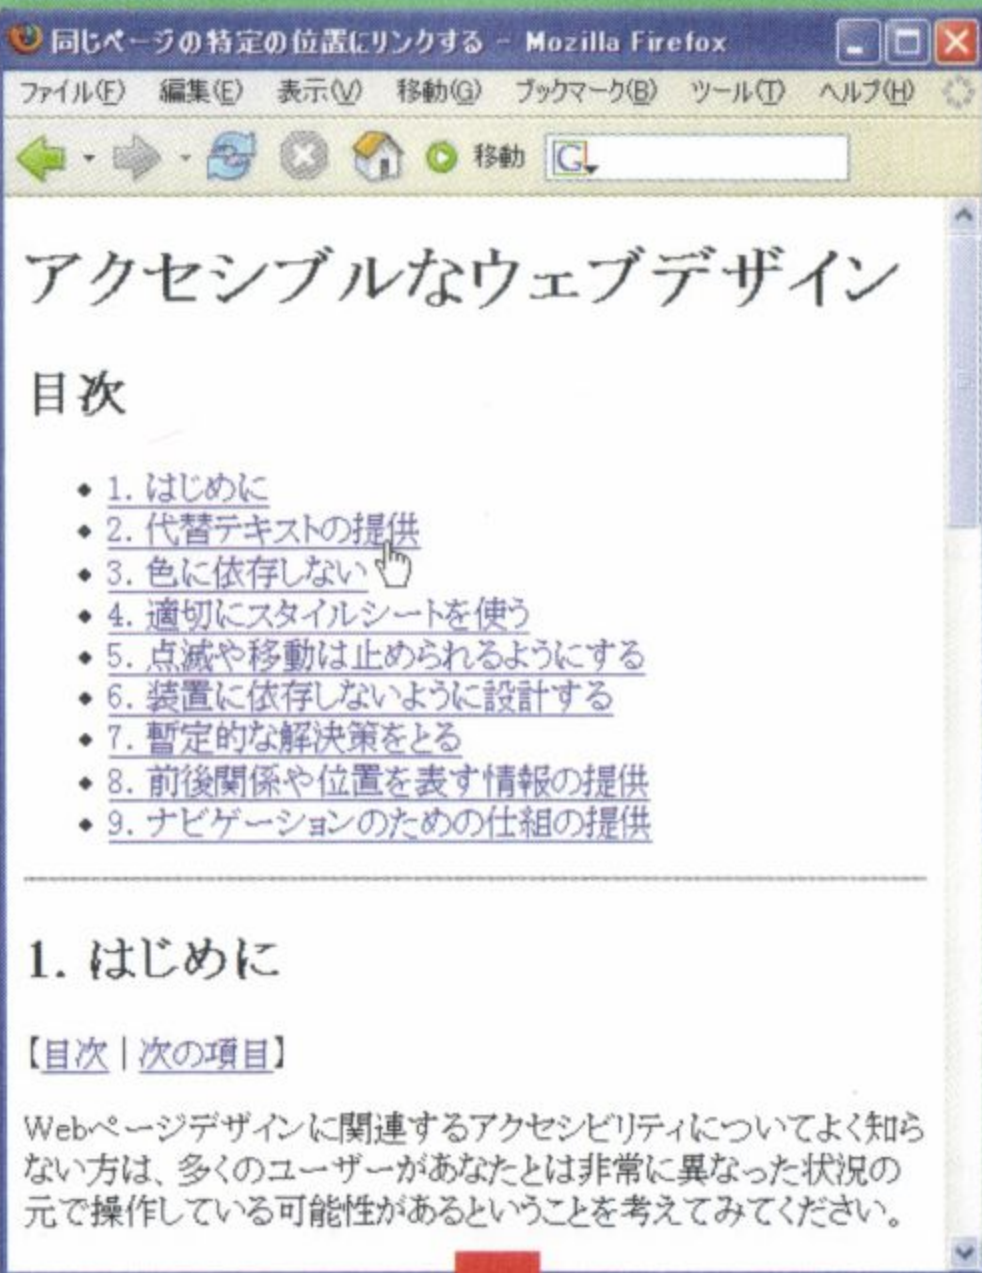 同じページの特定の位置にリンクする - Mozilla Firefox
ファイル(F) 編集(E) 表示(V) 移動(G) ブックマーク(B) ツール(T) ヘルプ(H)
移動 G
アクセシブルなウェブデザイン
目次
• 1. はじめに
• 2. 代替テキストの提供
• 3. 色に依存しない
• 4. 適切にスタイルシートを使う
• 5. 点滅や移動は止められるようにする
• 6. 装置に依存しないように設計する
• 7. 暫定的な解決策をとる
• 8. 前後関係や位置を表す情報の提供
• 9. ナビゲーションのための仕組の提供
1. はじめに
【目次 | 次の項目】
Webページデザインに関連するアクセシビリティについてよく知ら
ない方は、多くのユーザーがあなたとは非常に異なった状況の
元で操作している可能性があるということを考えてみてください。